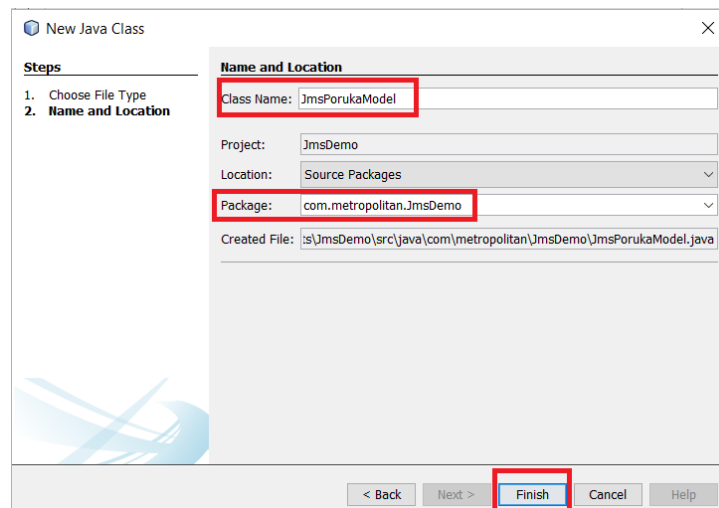 New Java Class
Steps
1. Choose File Type
2. Name and Location
Name and Location
Class Name: JmsPorukaModel
Project: JmsDemo
Location: Source Packages
Package: com.metropolitan.JmsDemo
Created File: :s\JmsDemo\src\java\com\metropolitan\JmsDemo\JmsPorukaModel.java
< Back Next > Finish Cancel Help